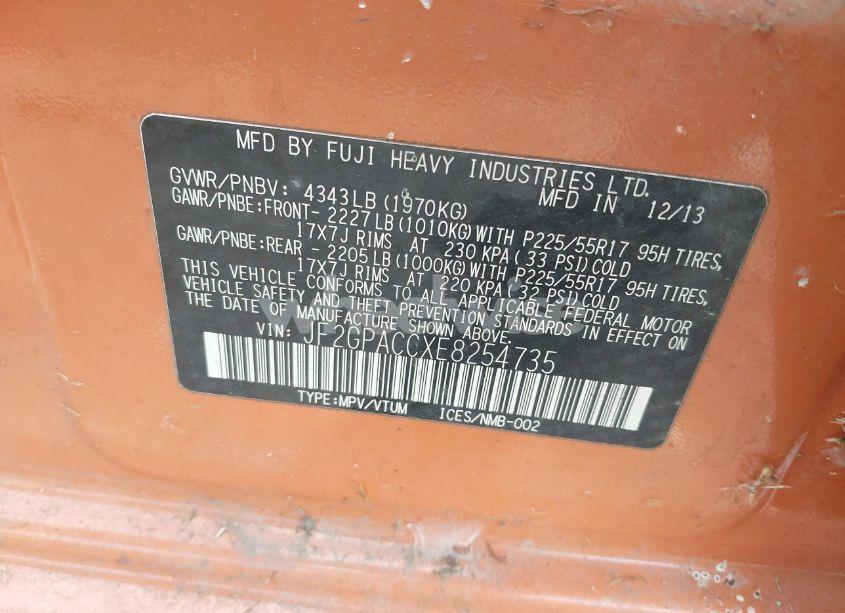 MFD BY FUJI HEAVY INDUSTRIES LTD.
GVWR/PNBV: 4343LB(1970KG) MFD IN 12/13
GAWR/PNBE:FRONT- 2227LB(1010KG)WITH P225/55R17 95H TIRES,
17X7J RIMS AT 230 KPA( 33 PSI)COLD
GAWR/PNBE:REAR - 2205LB(1000KG)WITH P225/55R17 95H TIRES,
17X7J RIMS AT 220 KPA(32 PSI)COLD
THIS VEHICLE CONFORMS TO ALL APPLICABLE FEDERAL MOTOR
VEHICLE SAFETY AND THEFT PREVENTION STANDARDS IN EFFECT ON
THE DATE OF MANUFACTURE SHOWN ABOVE.
VIN: JF2GPACCXE8254735
TYPE:MPV/VTUM ICES/NMB-002